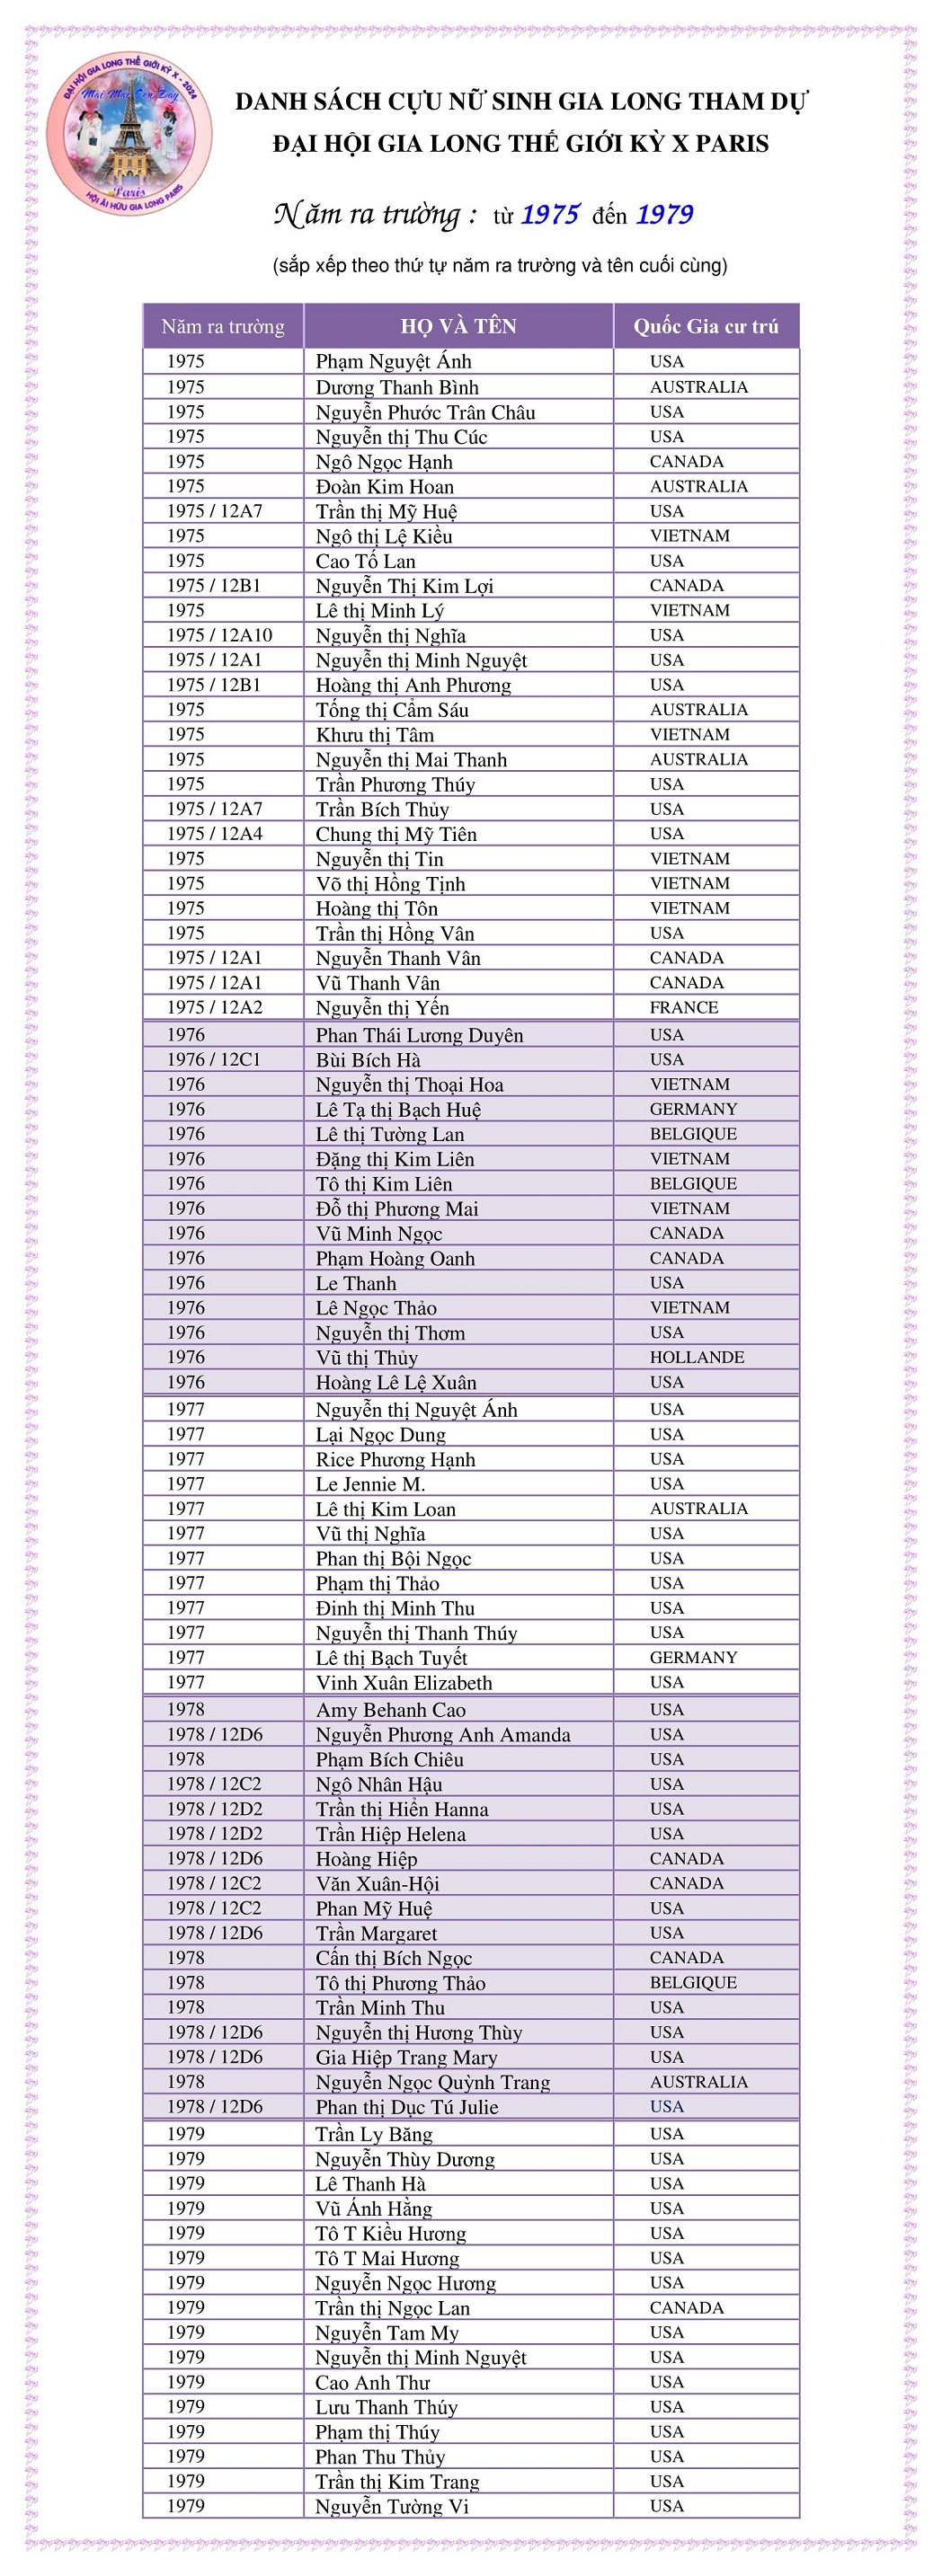 ĐẠI HỘI GIA LONG THẾ GIỚI KỲ X - 2024
Mãi Mãi Còn Đây
Paris
HỘI ÁI HỮU GIA LONG PARIS
DANH SÁCH CỰU NỮ SINH GIA LONG THAM DỰ
ĐẠI HỘI GIA LONG THẾ GIỚI KỲ X PARIS
Năm ra trường : từ 1975 đến 1979
(sắp xếp theo thứ tự năm ra trường và tên cuối cùng)
Năm ra trường HỌ VÀ TÊN Quốc Gia cư trú
1975 Phạm Nguyệt Ánh USA
1975 Dương Thanh Bình AUSTRALIA
1975 Nguyễn Phước Trân Châu USA
1975 Nguyễn thị Thu Cúc USA
1975 Ngô Ngọc Hạnh CANADA
1975 Đoàn Kim Hoan AUSTRALIA
1975 / 12A7 Trần thị Mỹ Huệ USA
1975 Ngô thị Lệ Kiều VIETNAM
1975 Cao Tố Lan USA
1975 / 12B1 Nguyễn Thị Kim Lợi CANADA
1975 Lê thị Minh Lý VIETNAM
1975 / 12A10 Nguyễn thị Nghĩa USA
1975 / 12A1 Nguyễn thị Minh Nguyệt USA
1975 / 12B1 Hoàng thị Anh Phương USA
1975 Tống thị Cẩm Sáu AUSTRALIA
1975 Khưu thị Tâm VIETNAM
1975 Nguyễn thị Mai Thanh AUSTRALIA
1975 Trần Phương Thúy USA
1975 / 12A7 Trần Bích Thủy USA
1975 / 12A4 Chung thị Mỹ Tiên USA
1975 Nguyễn thị Tin VIETNAM
1975 Võ thị Hồng Tịnh VIETNAM
1975 Hoàng thị Tôn VIETNAM
1975 Trần thị Hồng Vân USA
1975 / 12A1 Nguyễn Thanh Vân CANADA
1975 / 12A1 Vũ Thanh Vân CANADA
1975 / 12A2 Nguyễn thị Yến FRANCE
1976 Phan Thái Lương Duyên USA
1976 / 12C1 Bùi Bích Hà USA
1976 Nguyễn thị Thoại Hoa VIETNAM
1976 Lê Tạ thị Bạch Huệ GERMANY
1976 Lê thị Tường Lan BELGIQUE
1976 Đặng thị Kim Liên VIETNAM
1976 Tô thị Kim Liên BELGIQUE
1976 Đỗ thị Phương Mai VIETNAM
1976 Vũ Minh Ngọc CANADA
1976 Phạm Hoàng Oanh CANADA
1976 Le Thanh USA
1976 Lê Ngọc Thảo VIETNAM
1976 Nguyễn thị Thơm USA
1976 Vũ thị Thủy HOLLANDE
1976 Hoàng Lê Lệ Xuân USA
1977 Nguyễn thị Nguyệt Ánh USA
1977 Lại Ngọc Dung USA
1977 Rice Phương Hạnh USA
1977 Le Jennie M. USA
1977 Lê thị Kim Loan AUSTRALIA
1977 Vũ thị Nghĩa USA
1977 Phan thị Bội Ngọc USA
1977 Phạm thị Thảo USA
1977 Đinh thị Minh Thu USA
1977 Nguyễn thị Thanh Thúy USA
1977 Lê thị Bạch Tuyết GERMANY
1977 Vinh Xuân Elizabeth USA
1978 Amy Behanh Cao USA
1978 / 12D6 Nguyễn Phương Anh Amanda USA
1978 Phạm Bích Chiêu USA
1978 / 12C2 Ngô Nhân Hậu USA
1978 / 12D2 Trần thị Hiển Hanna USA
1978 / 12D2 Trần Hiệp Helena USA
1978 / 12D6 Hoàng Hiệp CANADA
1978 / 12C2 Văn Xuân-Hội CANADA
1978 / 12C2 Phan Mỹ Huệ USA
1978 / 12D6 Trần Margaret USA
1978 Cấn thị Bích Ngọc CANADA
1978 Tô thị Phương Thảo BELGIQUE
1978 Trần Minh Thu USA
1978 / 12D6 Nguyễn thị Hương Thùy USA
1978 / 12D6 Gia Hiệp Trang Mary USA
1978 Nguyễn Ngọc Quỳnh Trang AUSTRALIA
1978 / 12D6 Phan thị Dục Tú Julie USA
1979 Trần Ly Băng USA
1979 Nguyễn Thùy Dương USA
1979 Lê Thanh Hà USA
1979 Vũ Ánh Hằng USA
1979 Tô T Kiều Hương USA
1979 Tô T Mai Hương USA
1979 Nguyễn Ngọc Hương USA
1979 Trần thị Ngọc Lan CANADA
1979 Nguyễn Tam My USA
1979 Nguyễn thị Minh Nguyệt USA
1979 Cao Anh Thư USA
1979 Lưu Thanh Thúy USA
1979 Phạm thị Thúy USA
1979 Phan Thu Thủy USA
1979 Trần thị Kim Trang USA
1979 Nguyễn Tường Vi USA